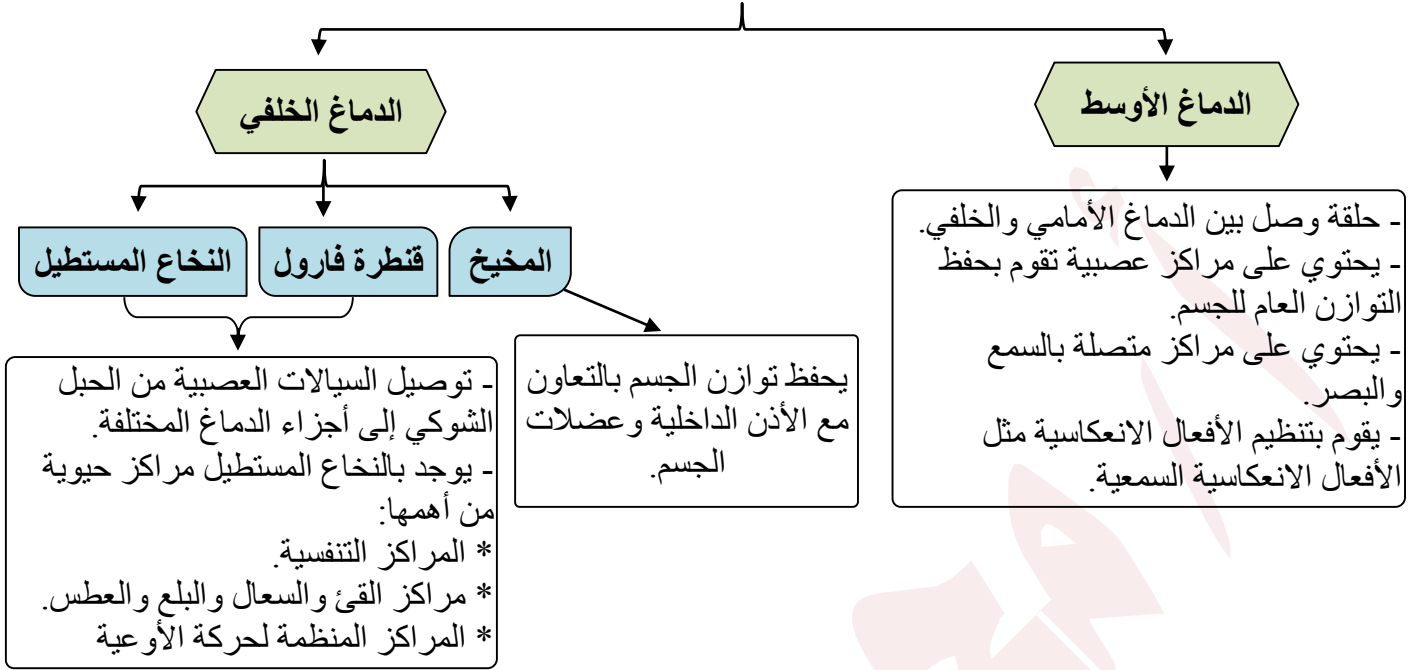 الدماغ الأوسط
- حلقة وصل بين الدماغ الأمامي والخلفي.
- يحتوي على مراكز عصبية تقوم بحفظ
التوازن العام للجسم.
- يحتوي على مراكز متصلة بالسمع
والبصر.
- يقوم بتنظيم الأفعال الانعكاسية مثل
الأفعال الانعكاسية السمعية.
الدماغ الخلفي
المخيخ
قنطرة فارول
النخاع المستطيل
يحفظ توازن الجسم بالتعاون
مع الأذن الداخلية وعضلات
الجسم.
- توصيل السيالات العصبية من الحبل
الشوكي إلى أجزاء الدماغ المختلفة.
- يوجد بالنخاع المستطيل مراكز حيوية
من أهمها:
* المراكز التنفسية.
* مراكز القئ والسعال والبلع والعطس.
* المراكز المنظمة لحركة الأوعية